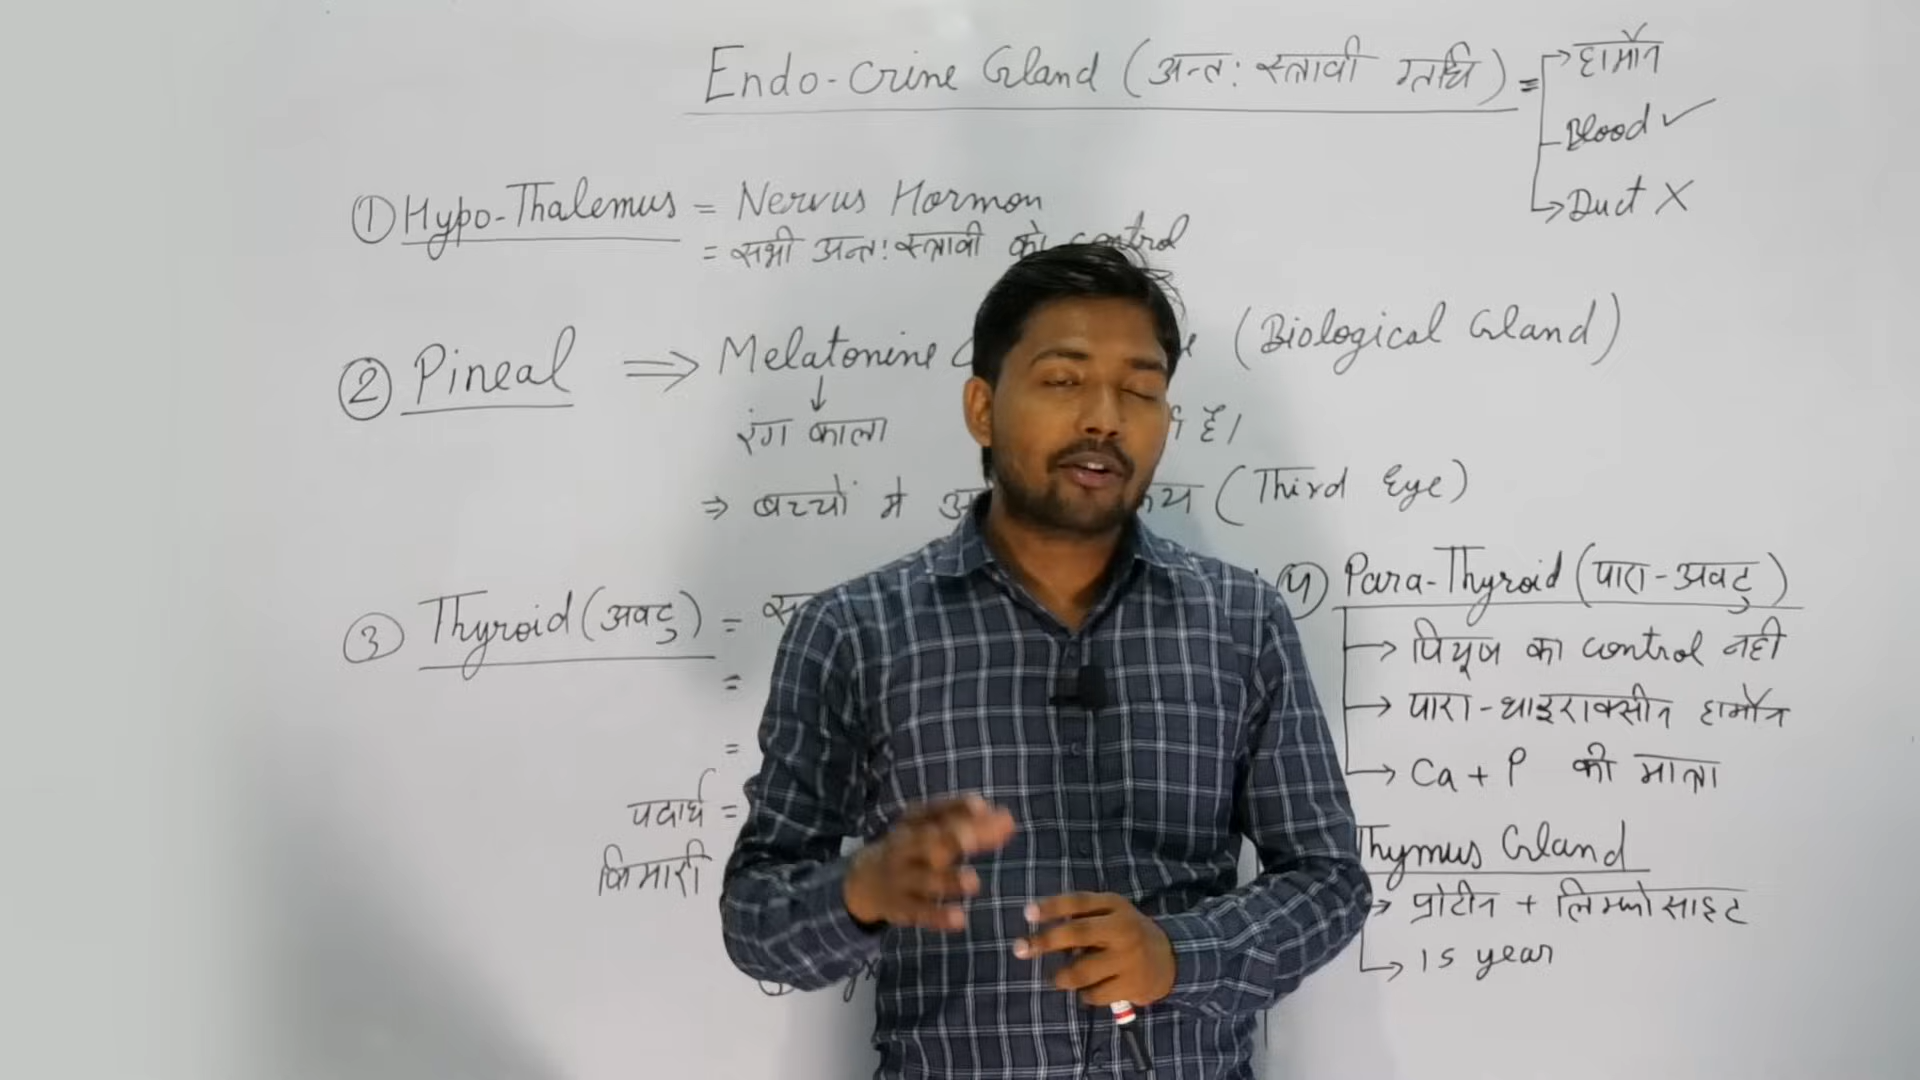 Endo-Crine Gland (अन्त: स्त्रावी ग्रंथि) =
हार्मोन
Blood ✓
Duct X
① Hypo-Thalemus = Nervus Hormon
= सभी अन्त: स्त्रावी को control
② Pineal ⇒ Melatonine (Biological Gland)
↓
रंग काला है।
⇒ बच्चों मे (Third Eye)
③ Thyroid (अवटु) =
=
=
पदार्थ =
बिमारी
④ Para-Thyroid (पारा-अवटु)
→ पियूष का control नही
→ पारा-थाइराक्सीन हार्मोन
→ Ca + P की मात्रा
Thymus Gland
→ प्रोटीन + लिम्फोसाइट
→ 15 year